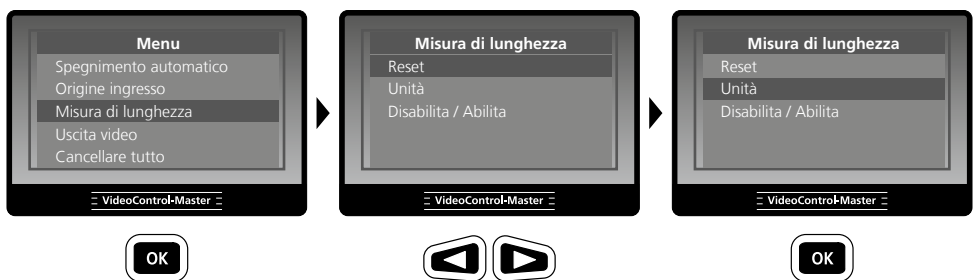 Menu
Spegnimento automatico
Origine ingresso
Misura di lunghezza
Uscita video
Cancellare tutto
VideoControl-Master
OK
Misura di lunghezza
Reset
Unità
Disabilita / Abilita
VideoControl-Master
Misura di lunghezza
Reset
Unità
Disabilita / Abilita
VideoControl-Master
OK